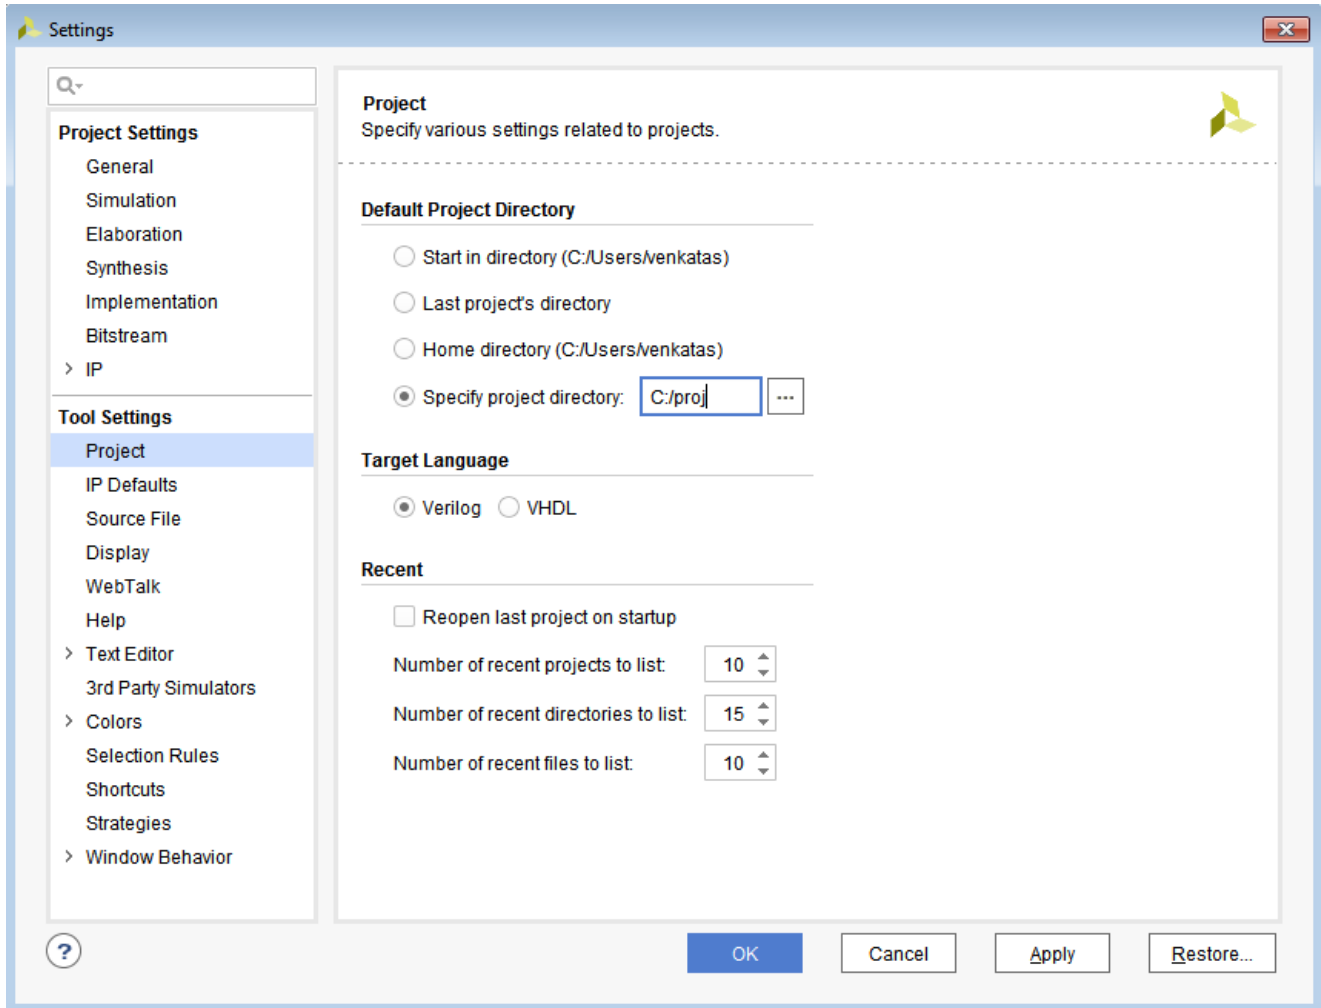 Settings
Project Settings
General
Simulation
Elaboration
Synthesis
Implementation
Bitstream
IP
Tool Settings
Project
IP Defaults
Source File
Display
WebTalk
Help
Text Editor
3rd Party Simulators
Colors
Selection Rules
Shortcuts
Strategies
Window Behavior
Project
Specify various settings related to projects.
Default Project Directory
Start in directory (C:/Users/venkatas)
Last project's directory
Home directory (C:/Users/venkatas)
Specify project directory: C:/proj ...
Target Language
Verilog VHDL
Recent
Reopen last project on startup
Number of recent projects to list: 10
Number of recent directories to list: 15
Number of recent files to list: 10
? OK Cancel Apply Restore...